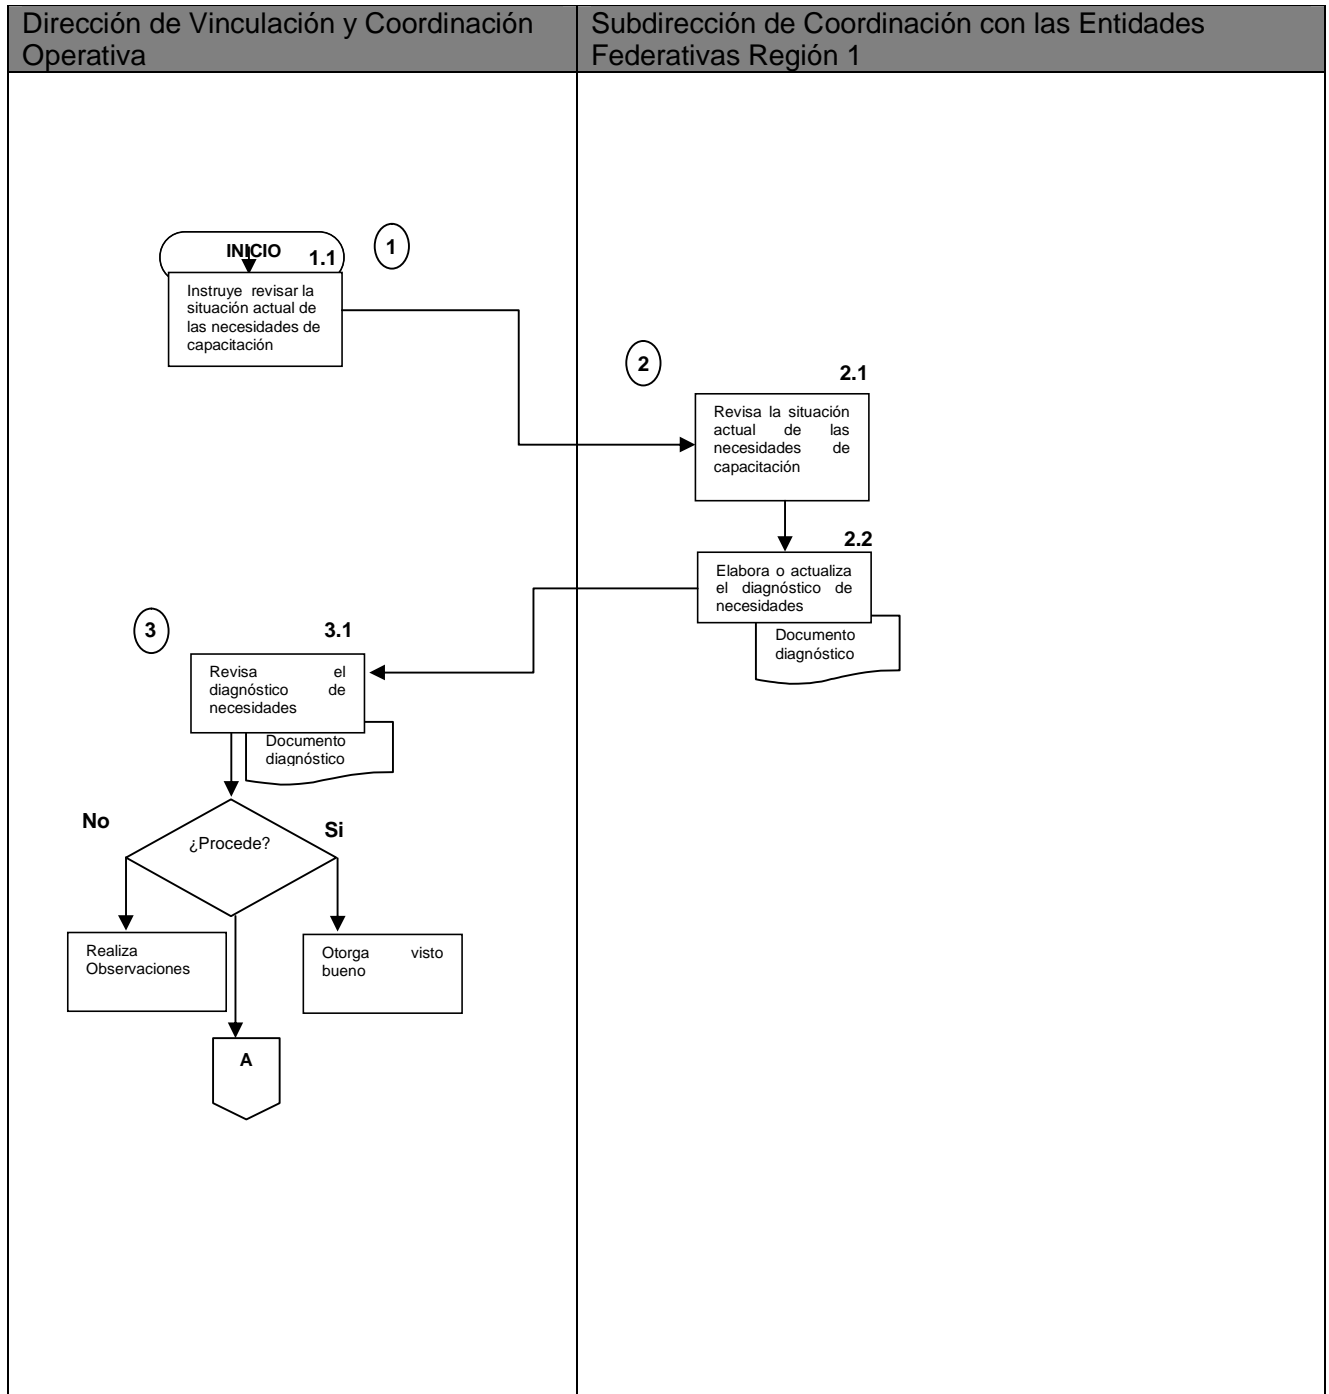 Dirección de Vinculación y Coordinación
Operativa
Subdirección de Coordinación con las Entidades
Federativas Región 1
INICIO
1.1
1
Instruye revisar la
situación actual de
las necesidades de
capacitación
2
2.1
Revisa la situación
actual de las
necesidades de
capacitación
2.2
Elabora o actualiza
el diagnóstico de
necesidades
Documento
diagnóstico
3
3.1
Revisa el
diagnóstico de
necesidades
Documento
diagnóstico
No
¿Procede?
Si
Realiza
Observaciones
Otorga visto
bueno
A